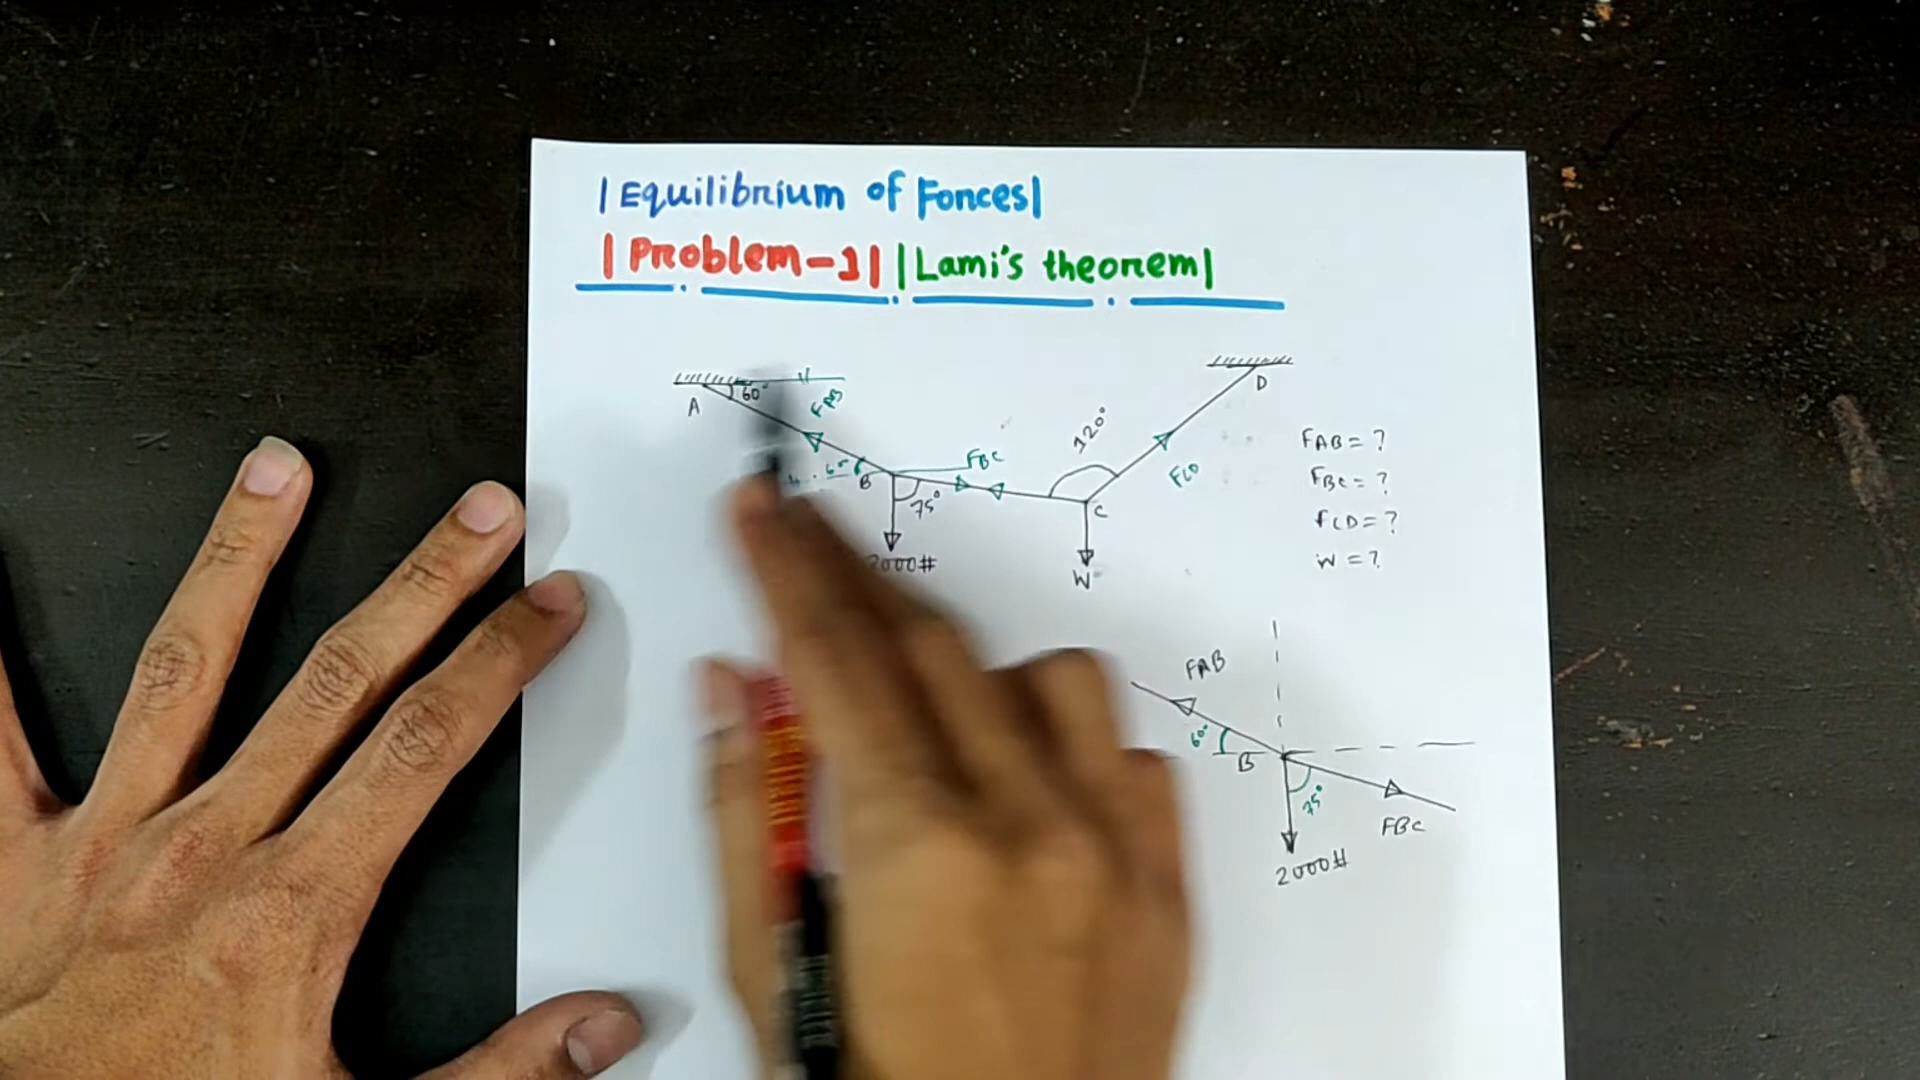 |Equilibrium of Forces|
|Problem-1| |Lami's theorem|
A
60°
FAB
B
FBC
75°
2000#
120°
C
W
FCD
D
FAB = ?
FBC = ?
FCD = ?
W = ?
FAB
60°
B
75°
FBC
2000#